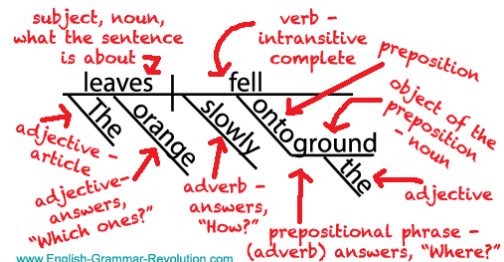 subject, noun,
what the sentence
is about
verb -
intransitive
complete
preposition
object of the
preposition
- noun
leaves
fell
The
orange
slowly
onto
ground
the
adjective -
article
adjective-
answers,
"Which ones?"
adverb -
answers,
"How?"
adjective
prepositional phrase -
(adverb) answers, "Where?"
www.English-Grammar-Revolution.com